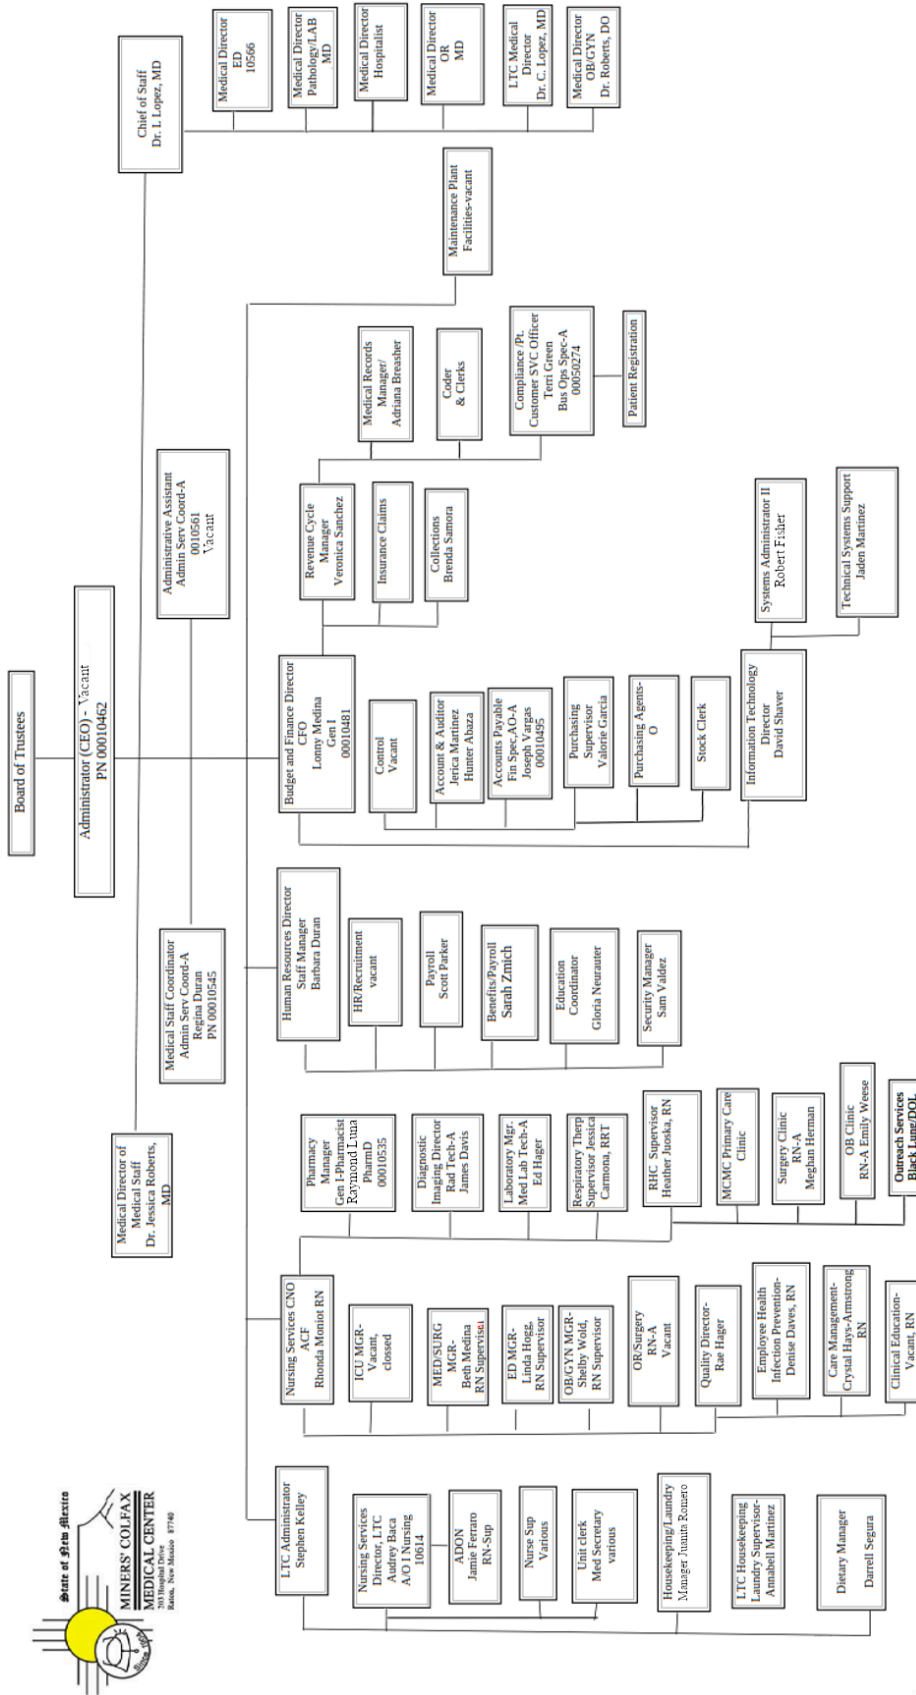 State of New Mexico
MINERS' COLFAX
MEDICAL CENTER
203 Hospital Drive
Raton, New Mexico 87740
Since 1906
Board of Trustees
Administrator (CEO) - Vacant
PN 00010462
Medical Director of
Medical Staff
Dr. Jessica Roberts,
MD
Chief of Staff
Dr. L Lopez, MD
Medical Staff Coordinator
Admin Serv Coord-A
Regina Duran
PN 00010545
Administrative Assistant
Admin Serv Coord-A
0010561
Vacant
Medical Director
ED
10566
Medical Director
Pathology/LAB
MD
Medical Director
Hospitalist
Medical Director
OR
MD
LTC Medical
Director
Dr. C. Lopez, MD
Medical Director
OB/GYN
Dr. Roberts, DO
LTC Administrator
Stephen Kelley
Nursing Services
Director, LTC
Audrey Baca
A/O I Nursing
10614
ADON
Jamie Ferraro
RN-Sup
Nurse Sup
Various
Unit clerk
Med Secretary
various
Housekeeping/Laundry
Manager Juanita Romero
LTC Housekeeping
Laundry Supervisor-
Annabell Martinez
Dietary Manager
Darrell Segura
Nursing Services CNO
ACF
Rhonda Moniot RN
ICU MGR-
Vacant,
clossed
MED/SURG
MGR-
Beth Medina
RN Supervisor
ED MGR-
Linda Hogg,
RN Supervisor
OB/GYN MGR-
Shelby Wold,
RN Supervisor
OR/Surgery
RN-A
Vacant
Quality Director-
Rae Hager
Employee Health
Infection Prevention-
Denise Daves, RN
Care Management-
Crystal Hays-Armstrong
RN
Clinical Education-
Vacant, RN
Pharmacy
Manager
Gen I-Pharmacist
Raymond Luna
PharmD
00010535
Diagnostic
Imaging Director
Rad Tech-A
James Davis
Laboratory Mgr.
Med Lab Tech-A
Ed Hager
Respiratory Therp
Supervisor Jessica
Carmona, RRT
RHC Supervisor
Heather Juoska, RN
MCMC Primary Care
Clinic
Surgery Clinic
RN-A
Meghan Herman
OB Clinic
RN-A Emily Weese
Outreach Services
Black Lung/DOL
Human Resources Director
Staff Manager
Barbara Duran
HR/Recruitment
vacant
Payroll
Scott Parker
Benefits/Payroll
Sarah Zmich
Education
Coordinator
Gloria Neurauter
Security Manager
Sam Valdez
Budget and Finance Director
CFO
Lonny Medina
Gen I
00010481
Control
Vacant
Account & Auditor
Jerica Martinez
Hunter Abaza
Accounts Payable
Fin Spec,AO-A
Joseph Vargas
00010495
Purchasing
Supervisor
Valorie Garcia
Purchasing Agents-
O
Stock Clerk
Information Technology
Director
David Shaver
Systems Administrator II
Robert Fisher
Technical Systems Support
Jaden Martinez
Revenue Cycle
Manager
Veronica Sanchez
Insurance Claims
Collections
Brenda Samora
Medical Records
Manager/
Adriana Breasher
Coder
& Clerks
Compliance /Pt.
Customer SVC Officer
Terri Green
Bus Ops Spec-A
00050274
Patient Registration
Maintenance Plant
Facilities-vacant